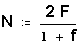 N := 2 F / 1 + f